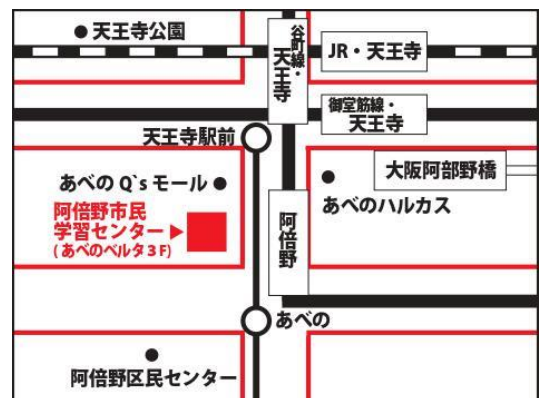 天王寺公園
谷町線・
天王寺
JR・天王寺
御堂筋線・
天王寺
天王寺駅前
あべのQ`sモール
大阪阿部野橋
あべのハルカス
阿倍野市民
学習センター
(あべのベルタ3F)
阿倍野
あべの
阿倍野区民センター